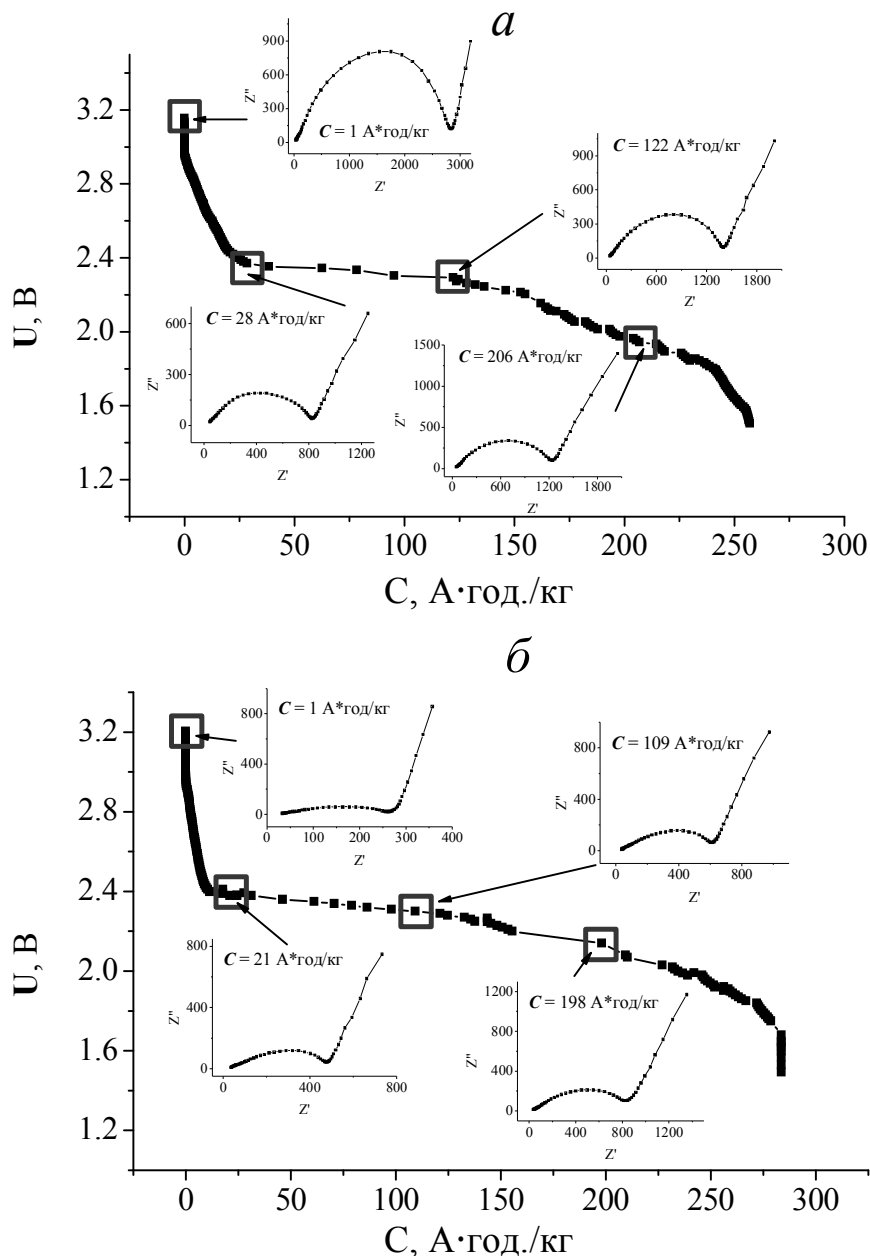 а
900
600
300
0
Z"
C = 1 А*год/кг
0 1000 2000 3000
Z'
900
600
300
0
Z"
C = 122 А*год/кг
0 600 1200 1800
Z'
600
300
0
Z"
C = 28 А*год/кг
0 400 800 1200
Z'
1500
1000
500
0
Z"
C = 206 А*год/кг
0 600 1200 1800
Z'
3.2
2.8
2.4
2.0
1.6
1.2
U, В
0 50 100 150 200 250 300
С, А·год./кг
б
800
400
0
Z"
C = 1 А*год/кг
0 100 200 300 400
Z'
800
400
0
Z"
C = 109 А*год/кг
0 400 800
Z'
800
400
0
Z"
C = 21 А*год/кг
0 400 800
Z'
1200
800
400
0
Z"
C = 198 А*год/кг
0 400 800 1200
Z'
3.2
2.8
2.4
2.0
1.6
1.2
U, В
0 50 100 150 200 250 300
С, А·год./кг